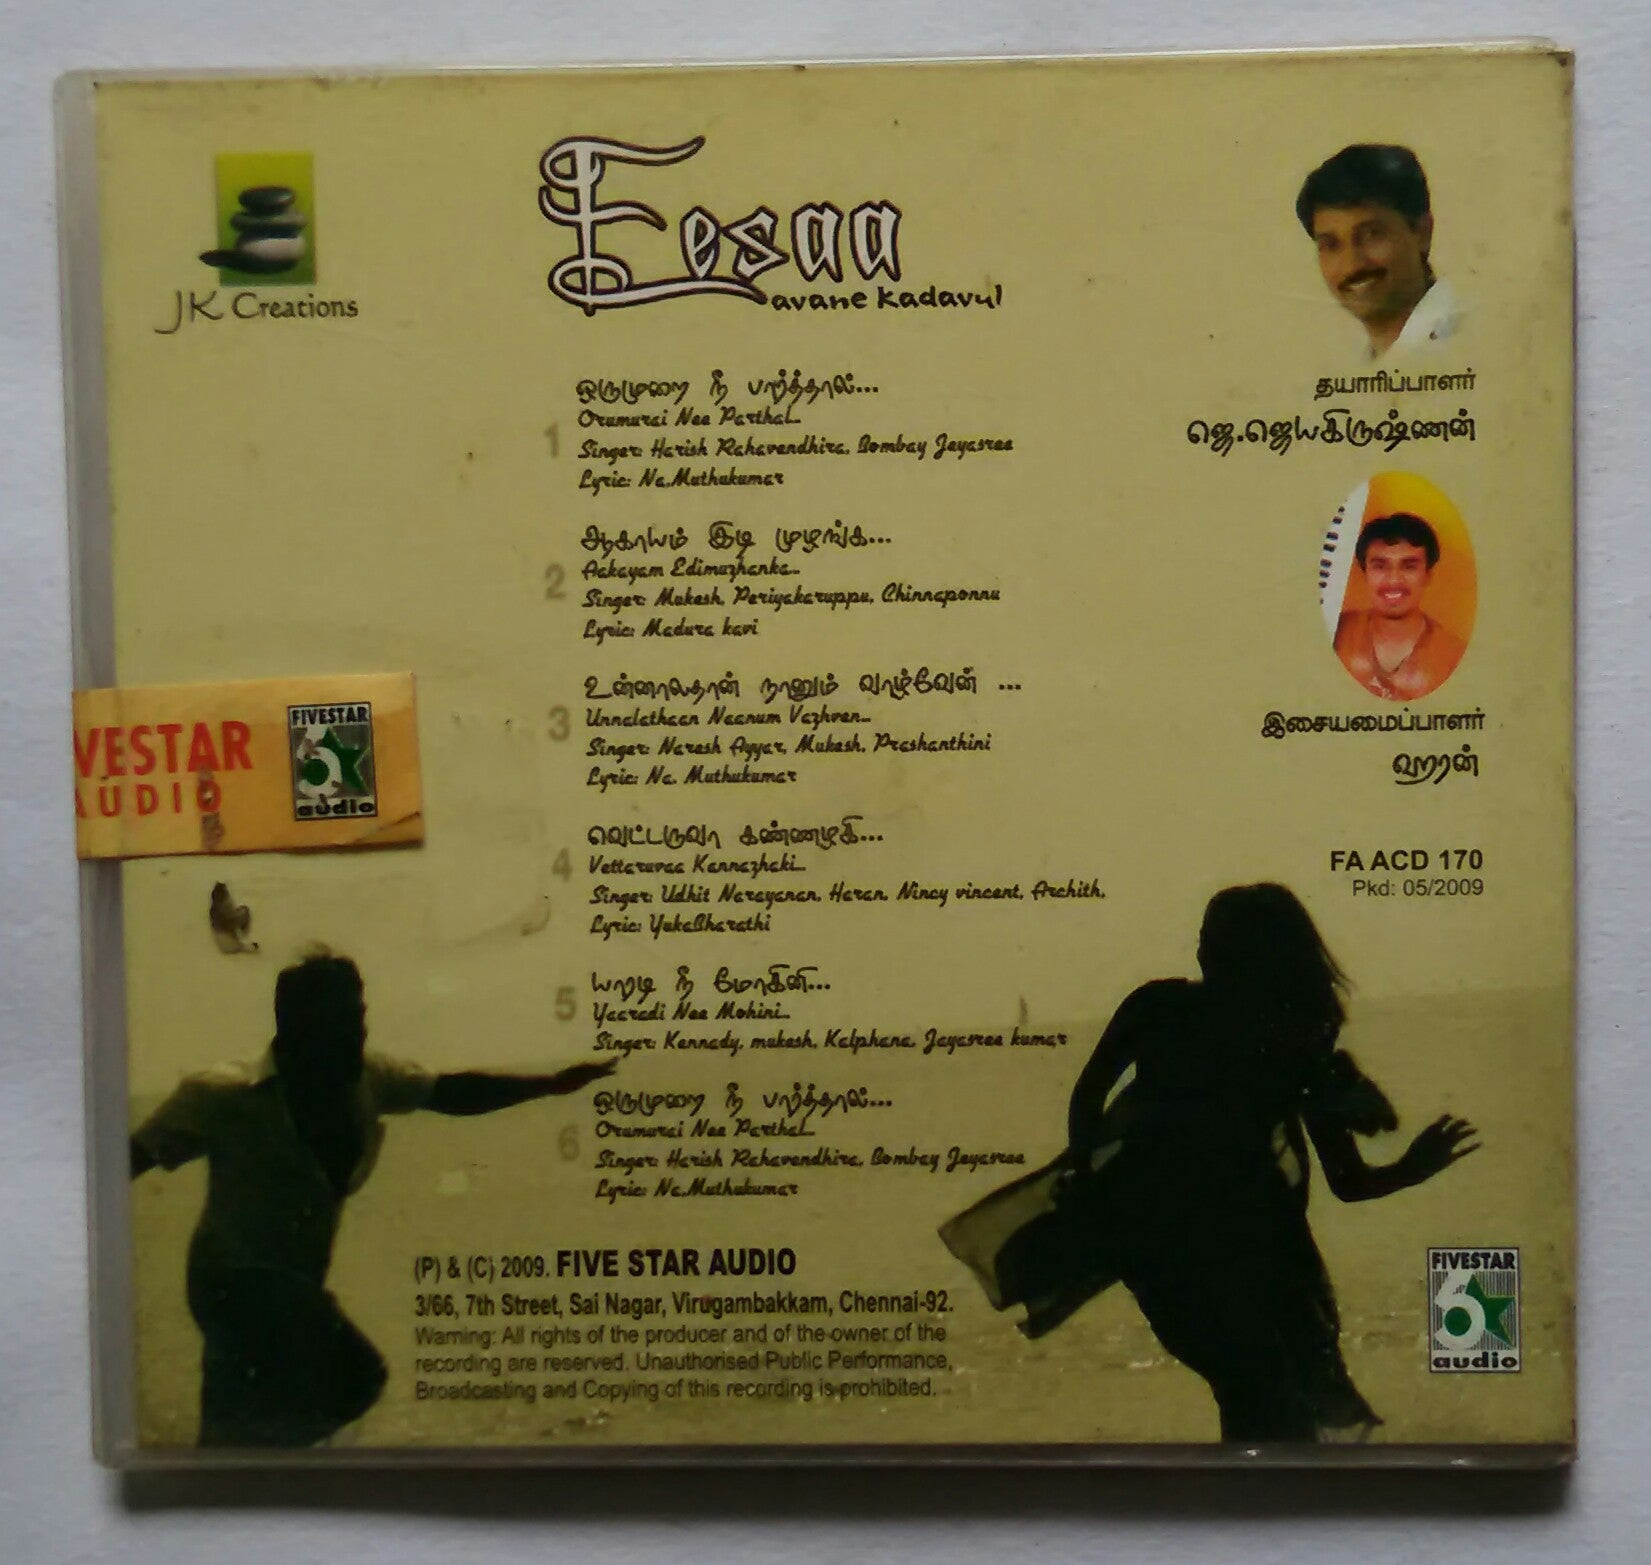 JK Creations
Eesaa
avane kadavul
1
ஒருமுறை நீ பார்த்தால்...
Orumurai Nee Parthal...
Singer: Harish Rahavendhira, Bombay Jeyasree
Lyric: Na.Muthukumar
2
ஆகாயம் இடி முழங்க...
Aakayam Edimuzhanka...
Singer: Mukesh, Periyakaruppu, Chinnaponnu
Lyric: Madura kavi
3
உன்னாலதான் நானும் வாழ்வேன் ...
Unnalathaan Naanum Vazhven...
Singer: Naresh Ayyar, Mukesh, Prashanthini
Lyric: Na. Muthukumar
4
வெட்டருவா கண்ணழகி...
Vettaruvaa Kannazhaki...
Singer: Udhit Narayanan, Haran, Nincy vincent, Archith,
Lyric: YukaBharathi
5
யாரடி நீ மோகினி...
Yaaradi Nee Mohini...
Singer: Kennady, mukesh, Kalphana, Jayasree kumar
6
ஒருமுறை நீ பார்த்தால்...
Orumurai Nee Parthal...
Singer: Harish Rahavendhira, Bombay Jeyasree
Lyric: Na.Muthukumar
தயாரிப்பாளர்
ஜெ.ஜெயகிருஷ்ணன்
இசையமைப்பாளர்
ஹரன்
FA ACD 170
Pkd: 05/2009
VESTAR
AUDIO
FIVESTAR
audio
(P) & (C) 2009. FIVE STAR AUDIO
3/66, 7th Street, Sai Nagar, Virugambakkam, Chennai-92.
Warning: All rights of the producer and of the owner of the
recording are reserved. Unauthorised Public Performance,
Broadcasting and Copying of this recording is prohibited.
FIVESTAR
audio